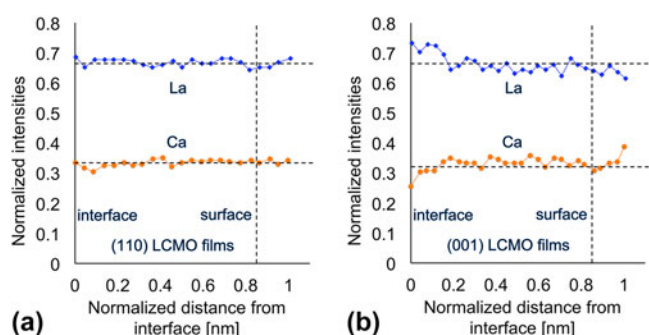 0.8
0.7
0.6
0.5
0.4
0.3
0.2
0.1
0
Normalized intensities
La
Ca
interface
surface
(110) LCMO films
0 0.2 0.4 0.6 0.8 1
Normalized distance from
interface [nm]
(a)
0.8
0.7
0.6
0.5
0.4
0.3
0.2
0.1
0
Normalized intensities
La
Ca
interface
surface
(001) LCMO films
0 0.2 0.4 0.6 0.8 1
Normalized distance from
interface [nm]
(b)